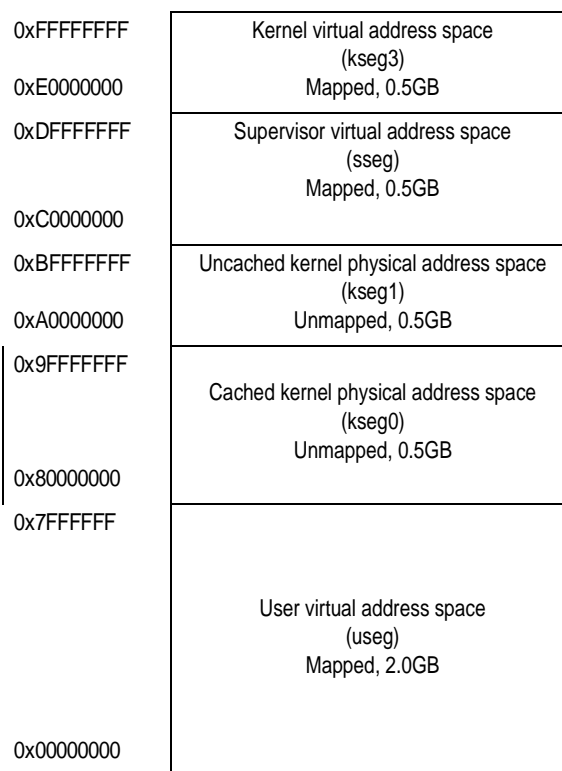 0xFFFFFFFF
Kernel virtual address space
(kseg3)
0xE0000000
Mapped, 0.5GB
0xDFFFFFFF
Supervisor virtual address space
(sseg)
Mapped, 0.5GB
0xC0000000
0xBFFFFFFF
Uncached kernel physical address space
(kseg1)
0xA0000000
Unmapped, 0.5GB
0x9FFFFFFF
Cached kernel physical address space
(kseg0)
Unmapped, 0.5GB
0x80000000
0x7FFFFFF
User virtual address space
(useg)
Mapped, 2.0GB
0x00000000